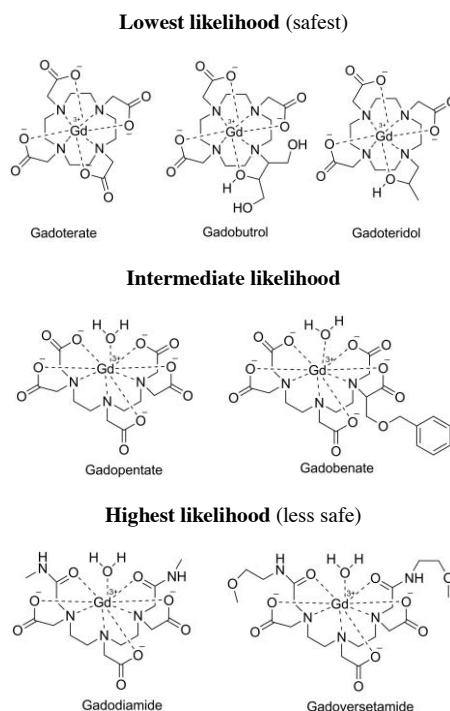 Lowest likelihood (safest)
Gadoterate Gadobutrol Gadoteridol
Intermediate likelihood
Gadopentate Gadobenate
Highest likelihood (less safe)
Gadodiamide Gadoversetamide